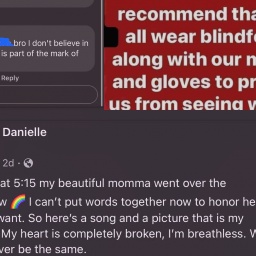 bro I don't believe in
is part of the mark of
Reply
recommend tha
all wear blindf
along with our n
and gloves to pr
us from seeing w
Danielle
2d
at 5:15 my beautiful momma went over the
w 🌈 I can't put words together now to honor he
want. So here's a song and a picture that is my
My heart is completely broken, I'm breathless. W
ver be the same.